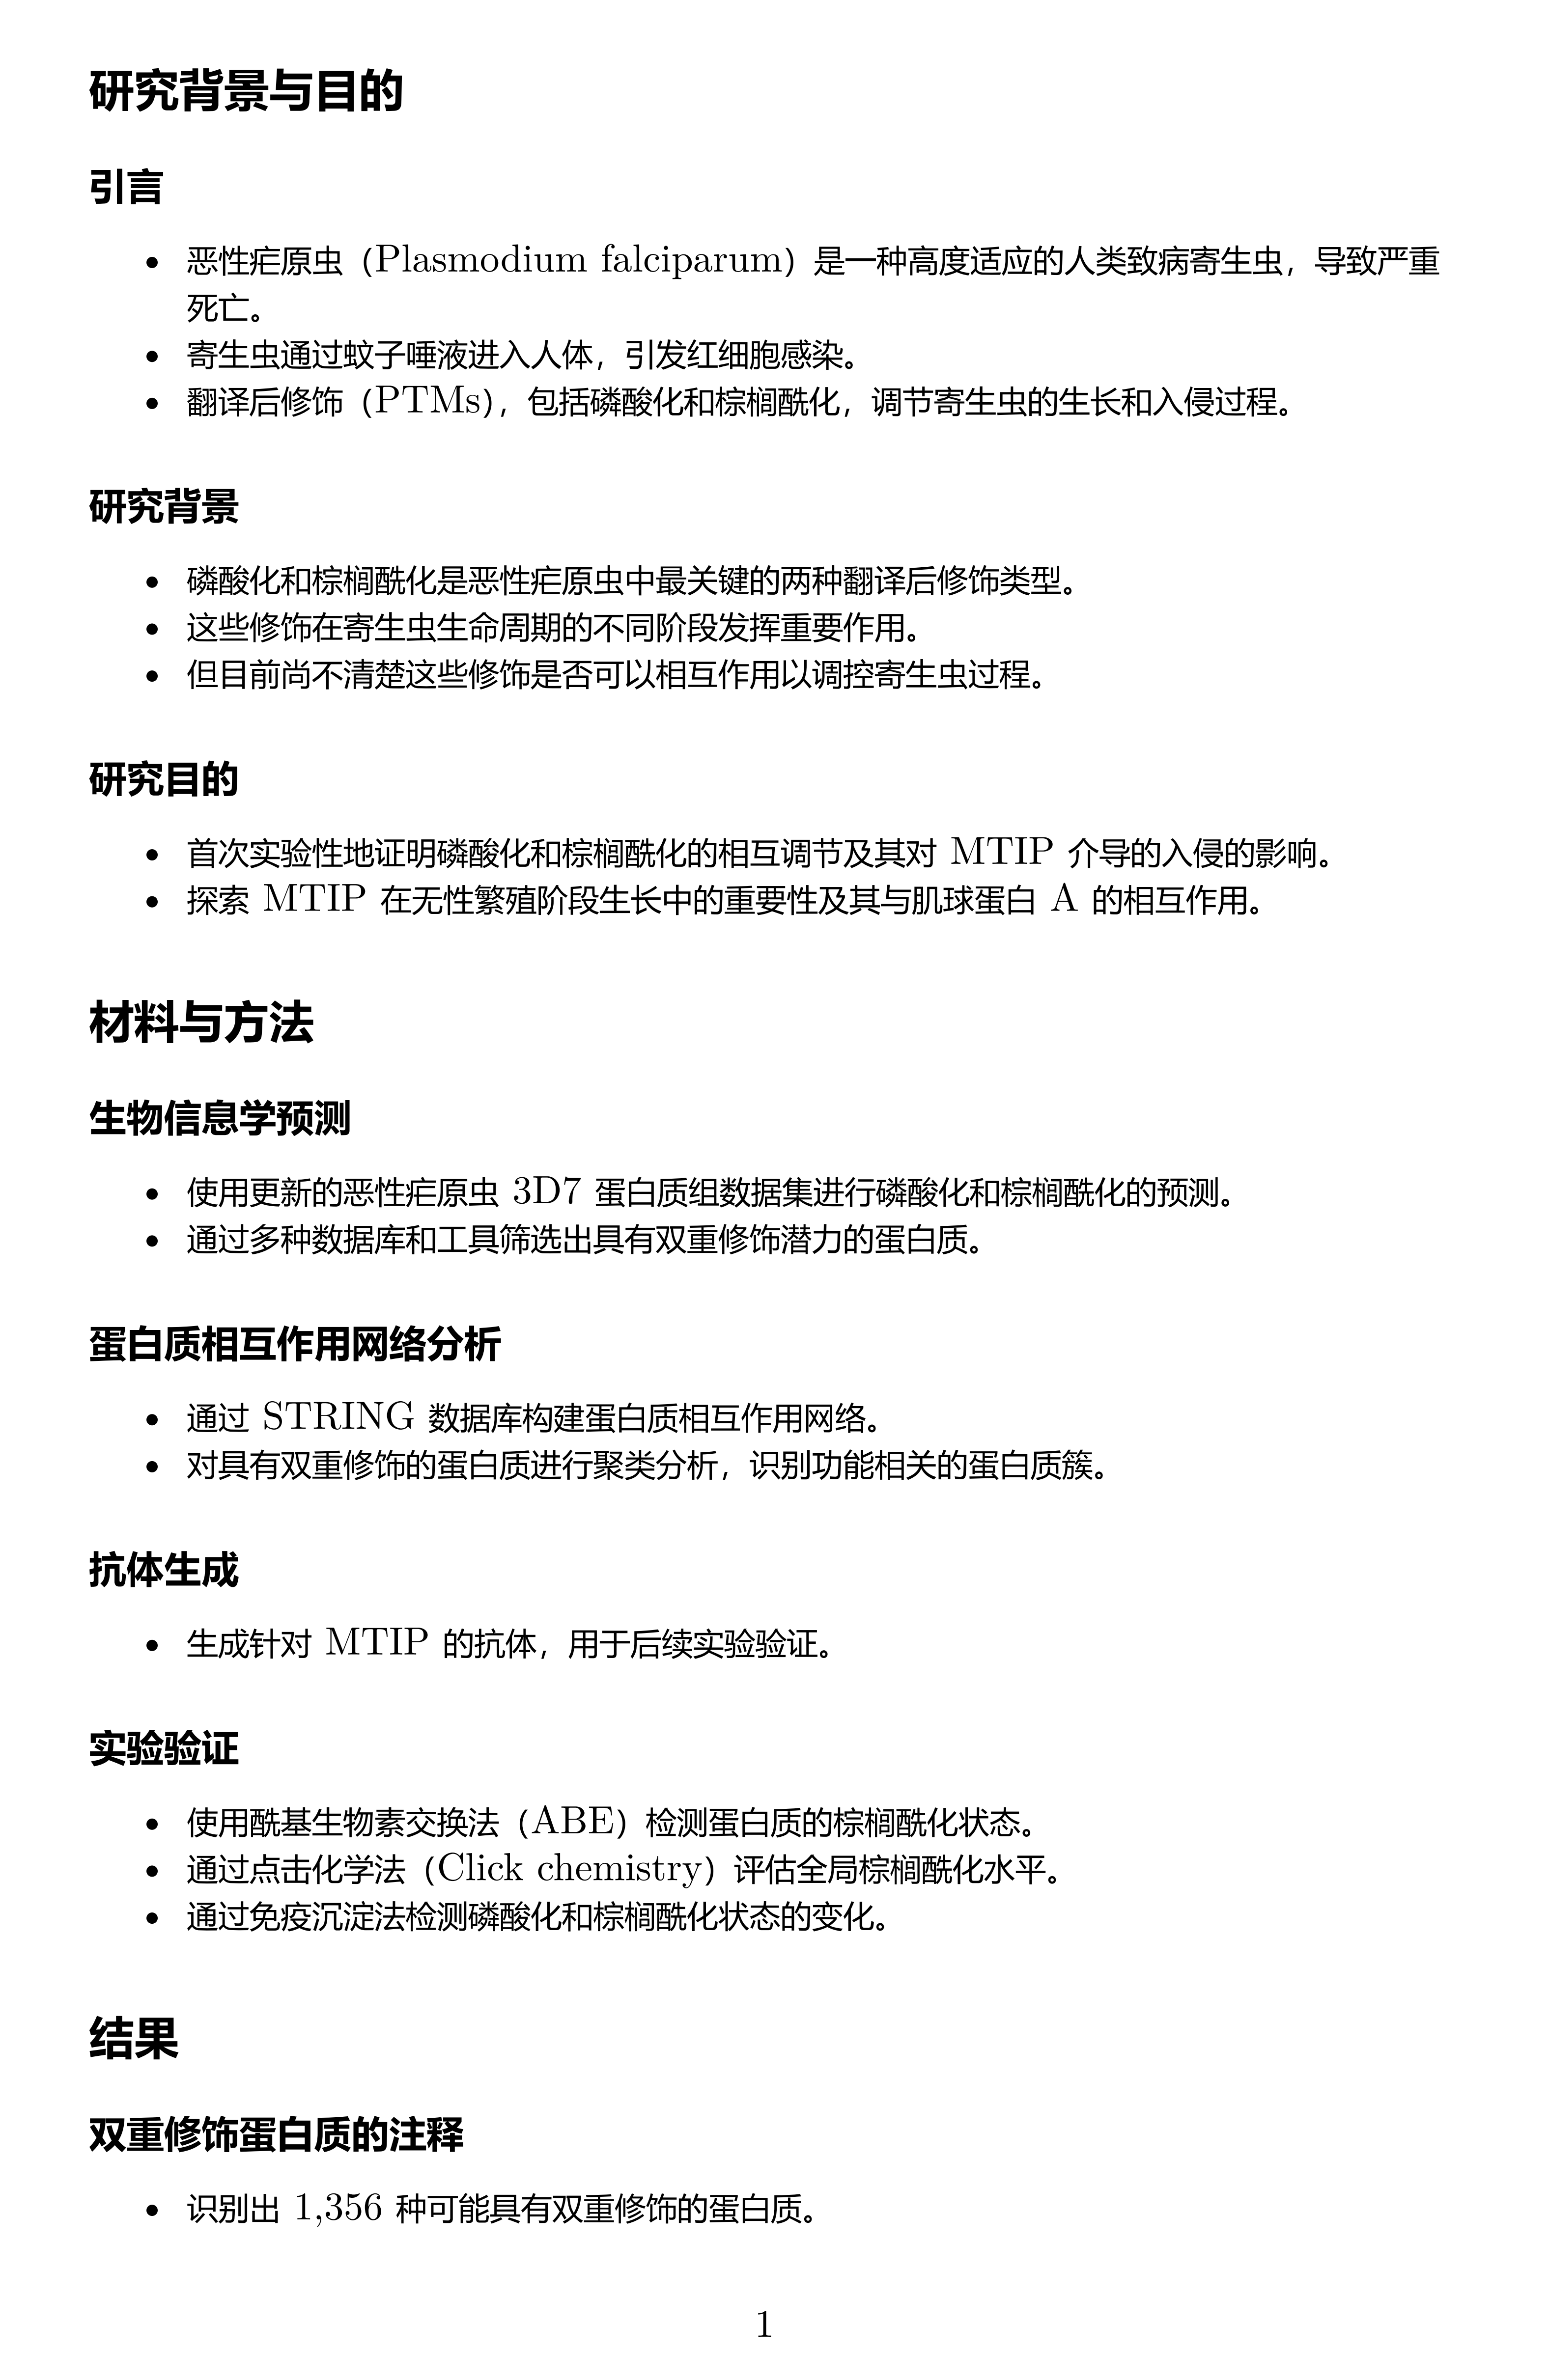 研究背景与目的
引言
• 恶性疟原虫（Plasmodium falciparum）是一种高度适应的人类致病寄生虫，导致严重
死亡。
• 寄生虫通过蚊子唾液进入人体，引发红细胞感染。
• 翻译后修饰（PTMs），包括磷酸化和棕榈酰化，调节寄生虫的生长和入侵过程。
研究背景
• 磷酸化和棕榈酰化是恶性疟原虫中最关键的两种翻译后修饰类型。
• 这些修饰在寄生虫生命周期的不同阶段发挥重要作用。
• 但目前尚不清楚这些修饰是否可以相互作用以调控寄生虫过程。
研究目的
• 首次实验性地证明磷酸化和棕榈酰化的相互调节及其对 MTIP 介导的入侵的影响。
• 探索 MTIP 在无性繁殖阶段生长中的重要性及其与肌球蛋白 A 的相互作用。
材料与方法
生物信息学预测
• 使用更新的恶性疟原虫 3D7 蛋白质组数据集进行磷酸化和棕榈酰化的预测。
• 通过多种数据库和工具筛选出具有双重修饰潜力的蛋白质。
蛋白质相互作用网络分析
• 通过 STRING 数据库构建蛋白质相互作用网络。
• 对具有双重修饰的蛋白质进行聚类分析，识别功能相关的蛋白质簇。
抗体生成
• 生成针对 MTIP 的抗体，用于后续实验验证。
实验验证
• 使用酰基生物素交换法（ABE）检测蛋白质的棕榈酰化状态。
• 通过点击化学法（Click chemistry）评估全局棕榈酰化水平。
• 通过免疫沉淀法检测磷酸化和棕榈酰化状态的变化。
结果
双重修饰蛋白质的注释
• 识别出 1,356 种可能具有双重修饰的蛋白质。
1